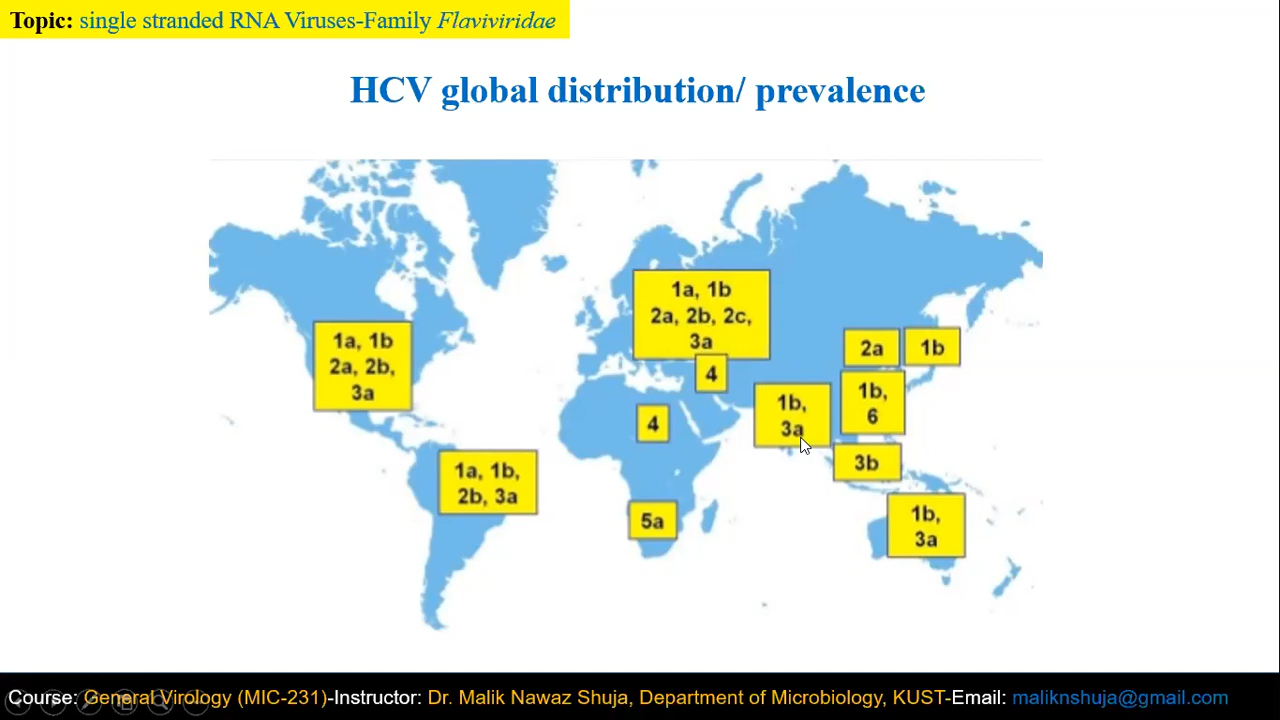 Topic: single stranded RNA Viruses-Family Flaviviridae
HCV global distribution/ prevalence
1a, 1b
2a, 2b, 2c,
3a
1a, 1b
2a, 2b,
3a
2a
1b
4
1b,
3a
1b,
6
4
3b
1a, 1b,
2b, 3a
5a
1b,
3a
Course: General Virology (MIC-231)-Instructor: Dr. Malik Nawaz Shuja, Department of Microbiology, KUST-Email: maliknshuja@gmail.com